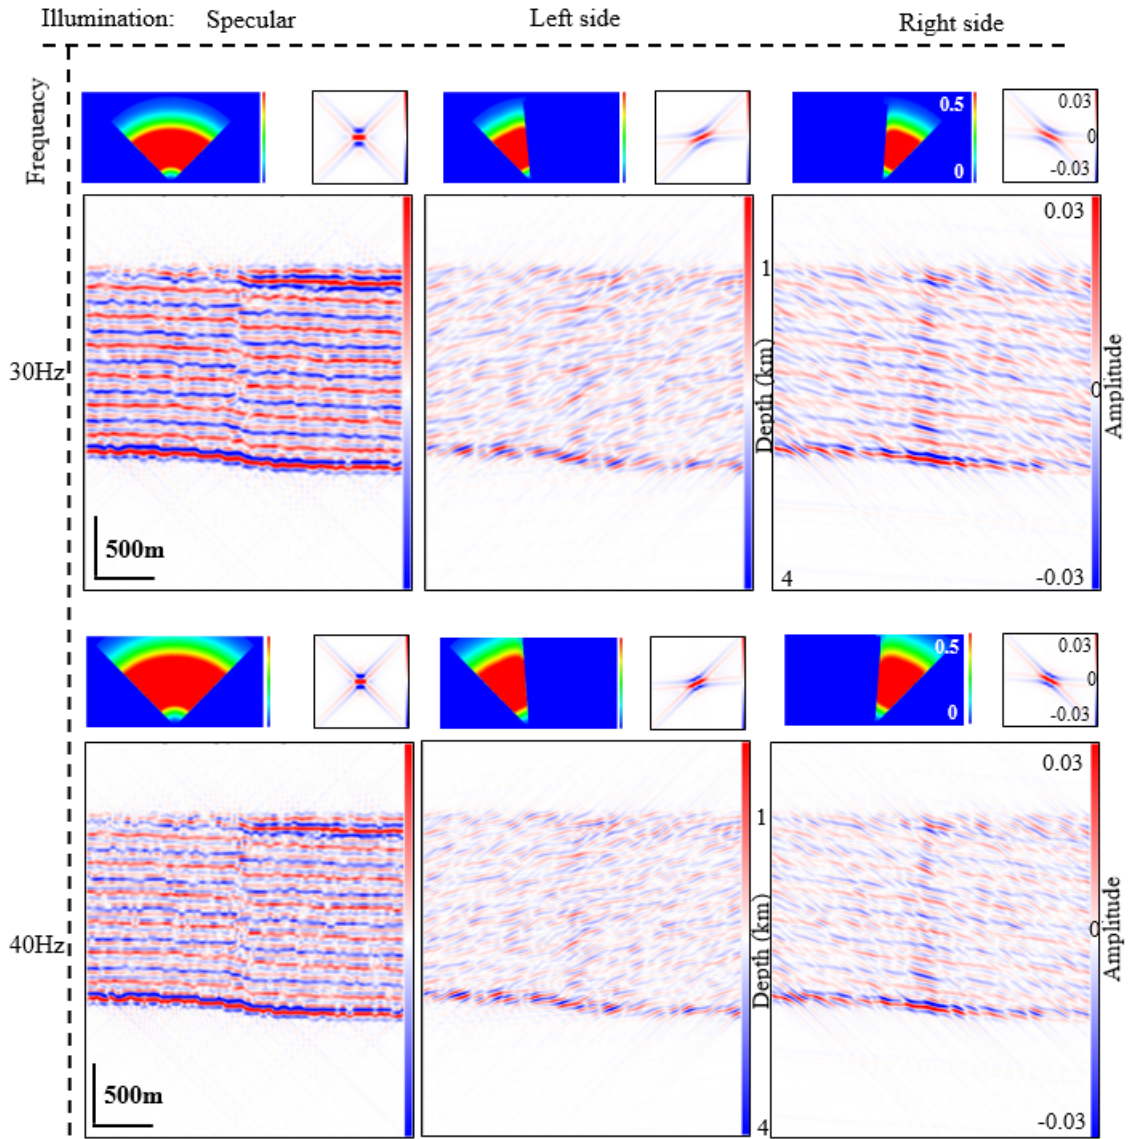 Illumination: Specular Left side Right side
Frequency
0.5
0
0.03
0
-0.03
0.03
1
30Hz
Depth (km)
0
Amplitude
500m
4
-0.03
0.5
0
0.03
0
-0.03
0.03
1
40Hz
Depth (km)
0
Amplitude
500m
4
-0.03